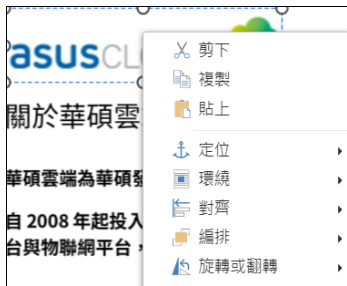 asusCL
剪下
複製
貼上
關於華碩雲
定位
華碩雲端為華碩發
環繞
對齊
自 2008 年起投入
編排
台與物聯網平台，
旋轉或翻轉